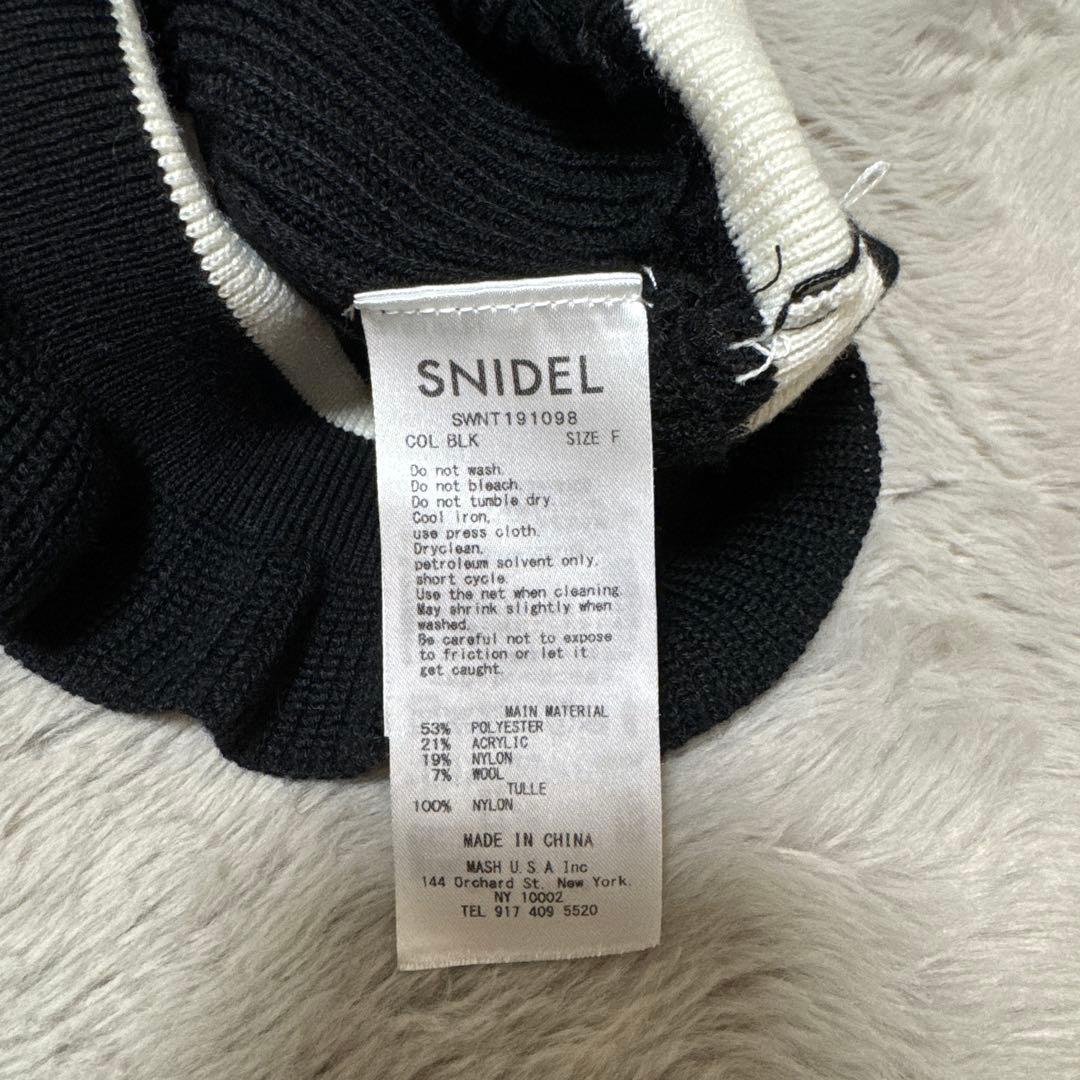 SNIDEL
SWNT191098
COL BLK SIZE F
Do not wash.
Do not bleach.
Do not tumble dry.
Cool iron,
use press cloth.
Dryclean,
petroleum solvent only,
short cycle.
Use the net when cleaning.
May shrink slightly when
washed.
Be careful not to expose
to friction or let it
get caught.
MAIN MATERIAL
53% POLYESTER
21% ACRYLIC
19% NYLON
7% WOOL
TULLE
100% NYLON
MADE IN CHINA
MASH U.S.A Inc
144 Orchard St. New York.
NY 10002
TEL 917 409 5520